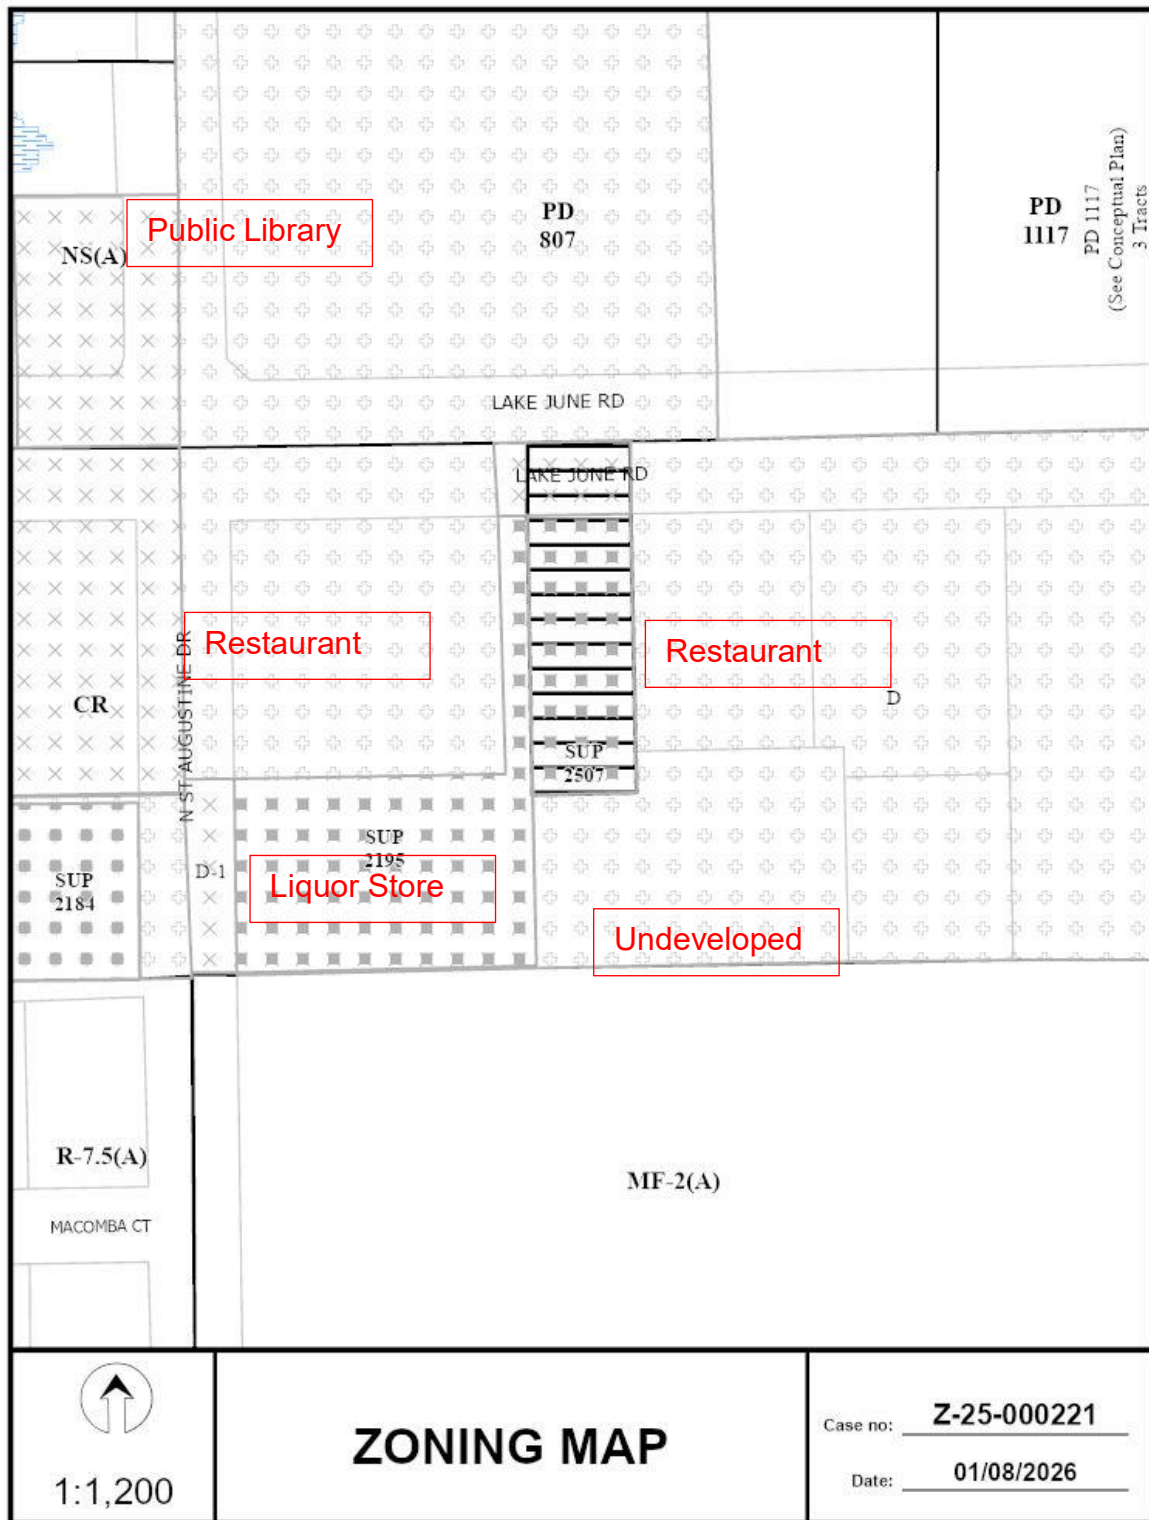 Public Library
NS(A)
PD
807
PD
1117
PD 1117
(See Conceptual Plan)
3 Tracts
LAKE JUNE RD
LAKE JUNE RD
Restaurant
Restaurant
N ST AUGUSTINE DR
CR
D
SUP
2507
SUP
2195
D-1
Liquor Store
SUP
2184
Undeveloped
R-7.5(A)
MF-2(A)
MACOMBA CT
1:1,200
ZONING MAP
Case no: Z-25-000221
Date: 01/08/2026